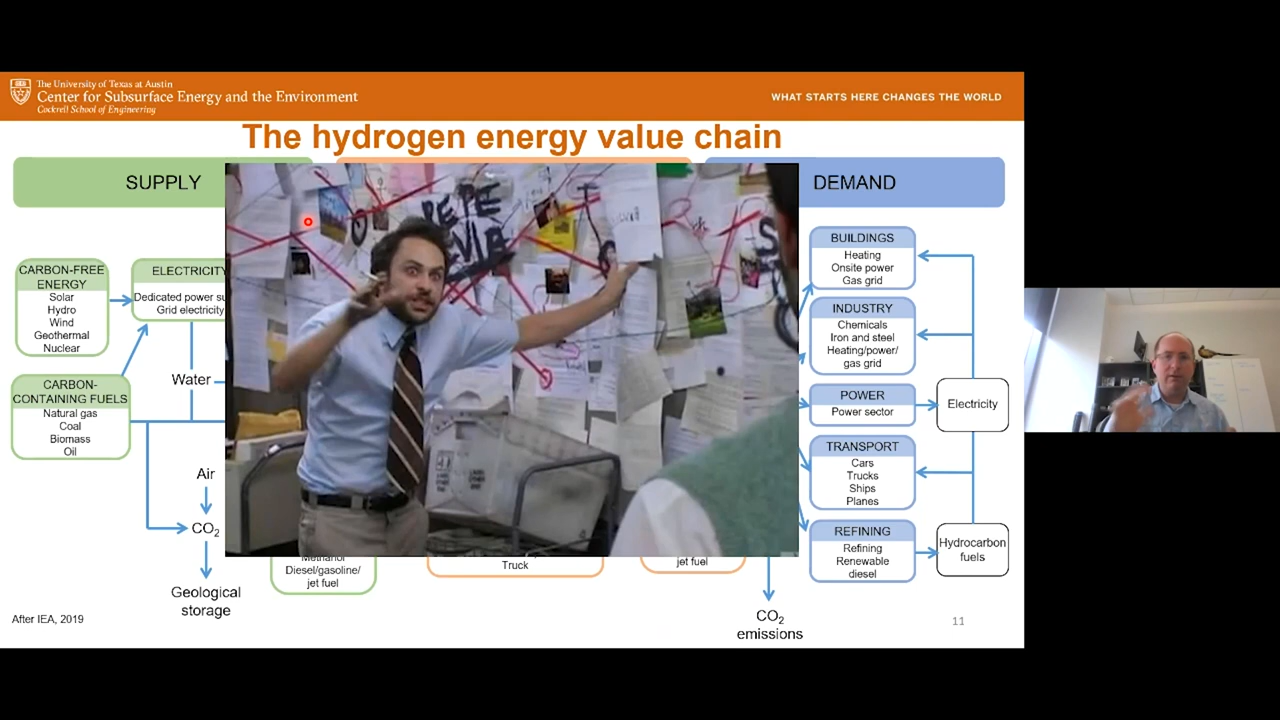 The University of Texas at Austin
Center for Subsurface Energy and the Environment
Cockrell School of Engineering
WHAT STARTS HERE CHANGES THE WORLD
The hydrogen energy value chain
SUPPLY
DEMAND
CARBON-FREE
ENERGY
Solar
Hydro
Wind
Geothermal
Nuclear
ELECTRICITY
Dedicated power su
Grid electricity
CARBON-
CONTAINING FUELS
Natural gas
Coal
Biomass
Oil
Water
Air
CO₂
Geological
storage
PEPE
SILVIA
Methanol
Diesel/gasoline/
jet fuel
Truck
jet fuel
CO₂
emissions
BUILDINGS
Heating
Onsite power
Gas grid
INDUSTRY
Chemicals
Iron and steel
Heating/power/
gas grid
POWER
Power sector
TRANSPORT
Cars
Trucks
Ships
Planes
REFINING
Refining
Renewable
diesel
Electricity
Hydrocarbon
fuels
After IEA, 2019
11